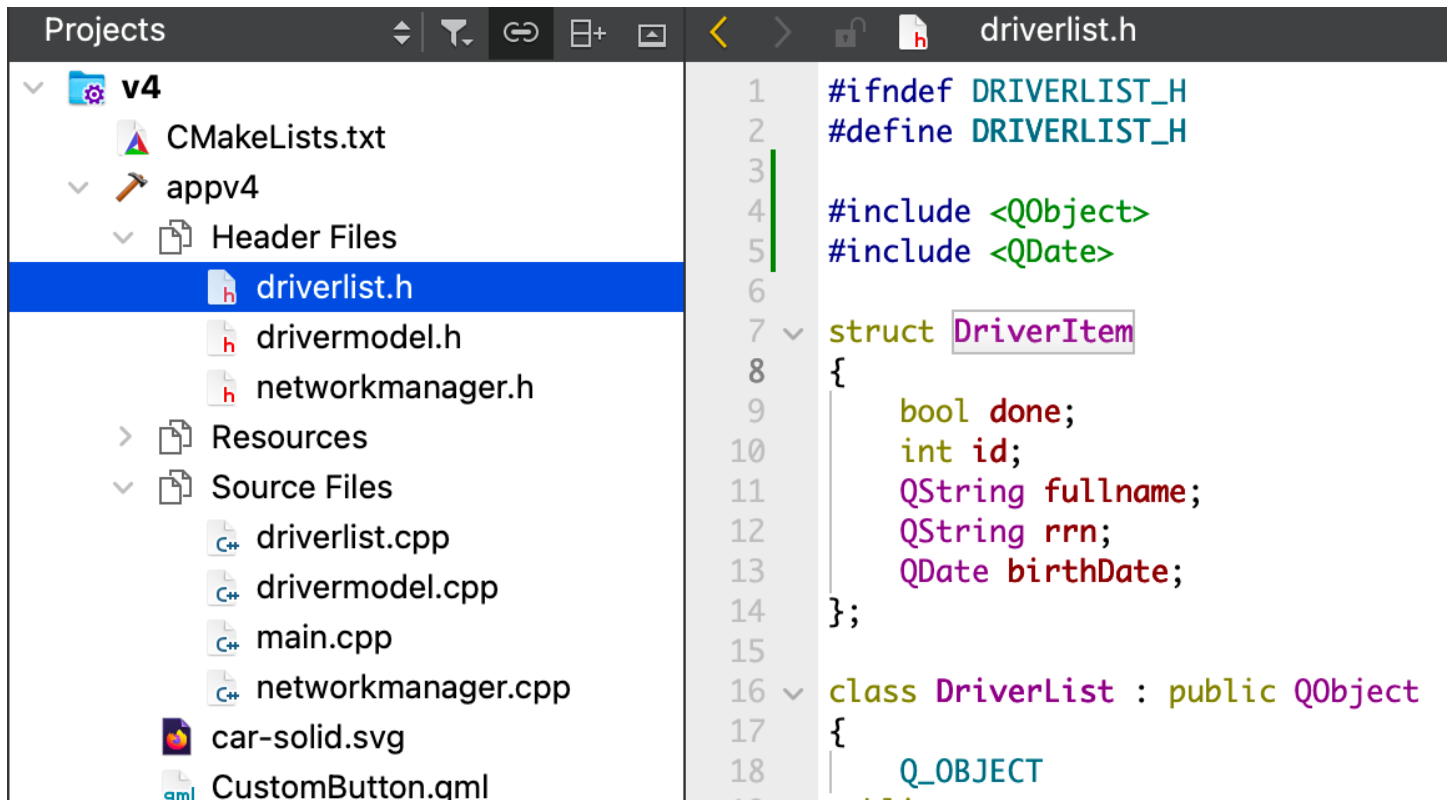 Projects
v4
CMakeLists.txt
appv4
Header Files
driverlist.h
drivermodel.h
networkmanager.h
Resources
Source Files
driverlist.cpp
drivermodel.cpp
main.cpp
networkmanager.cpp
car-solid.svg
CustomButton.qml
driverlist.h
1 #ifndef DRIVERLIST_H
2 #define DRIVERLIST_H
3
4 #include <QObject>
5 #include <QDate>
6
7 struct DriverItem
8 {
9 bool done;
10 int id;
11 QString fullname;
12 QString rrn;
13 QDate birthDate;
14 };
15
16 class DriverList : public QObject
17 {
18 Q_OBJECT